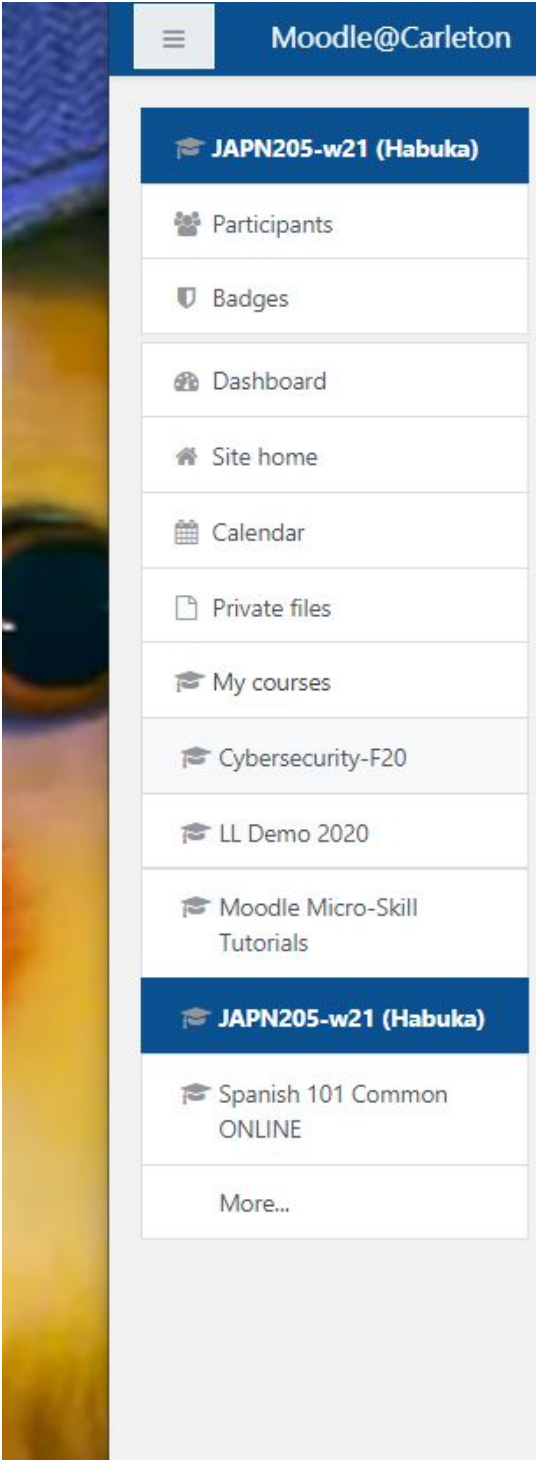 Moodle@Carleton
JAPN205-w21 (Habuka)
Participants
Badges
Dashboard
Site home
Calendar
Private files
My courses
Cybersecurity-F20
LL Demo 2020
Moodle Micro-Skill
Tutorials
JAPN205-w21 (Habuka)
Spanish 101 Common
ONLINE
More...